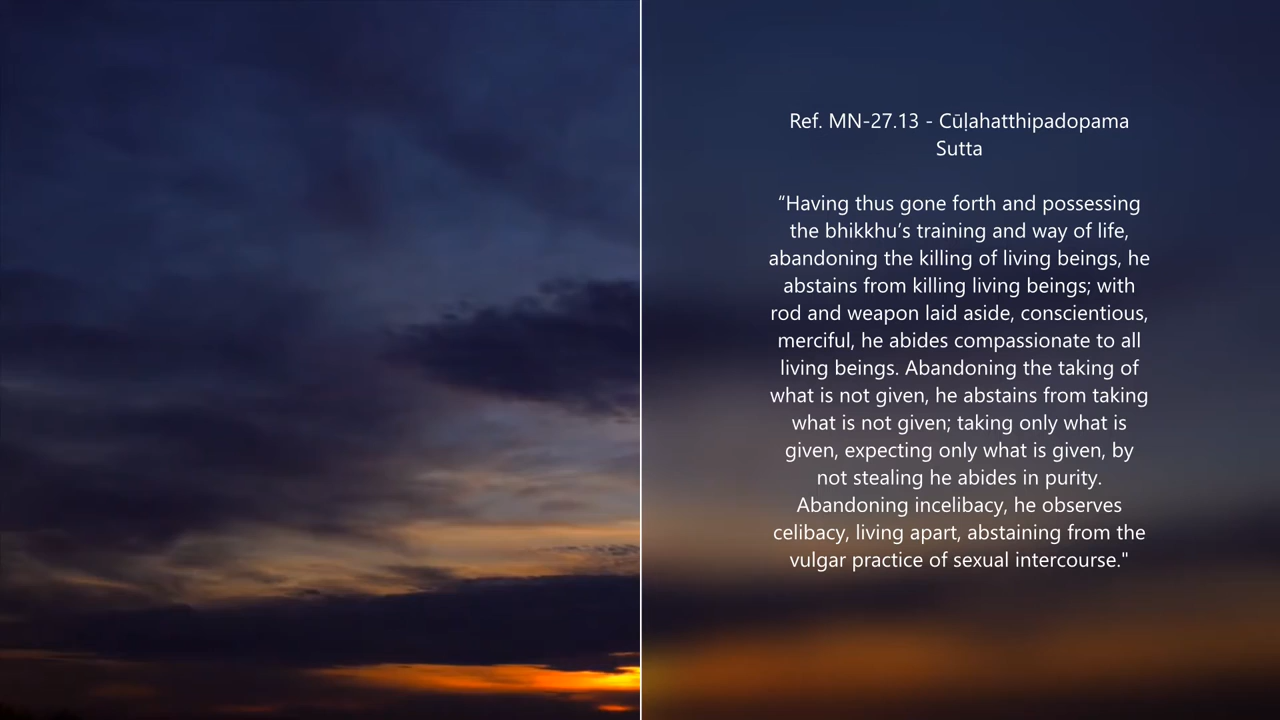 Ref. MN-27.13 - Cūḷahatthipadopama
Sutta
“Having thus gone forth and possessing
the bhikkhu’s training and way of life,
abandoning the killing of living beings, he
abstains from killing living beings; with
rod and weapon laid aside, conscientious,
merciful, he abides compassionate to all
living beings. Abandoning the taking of
what is not given, he abstains from taking
what is not given; taking only what is
given, expecting only what is given, by
not stealing he abides in purity.
Abandoning incelibacy, he observes
celibacy, living apart, abstaining from the
vulgar practice of sexual intercourse."